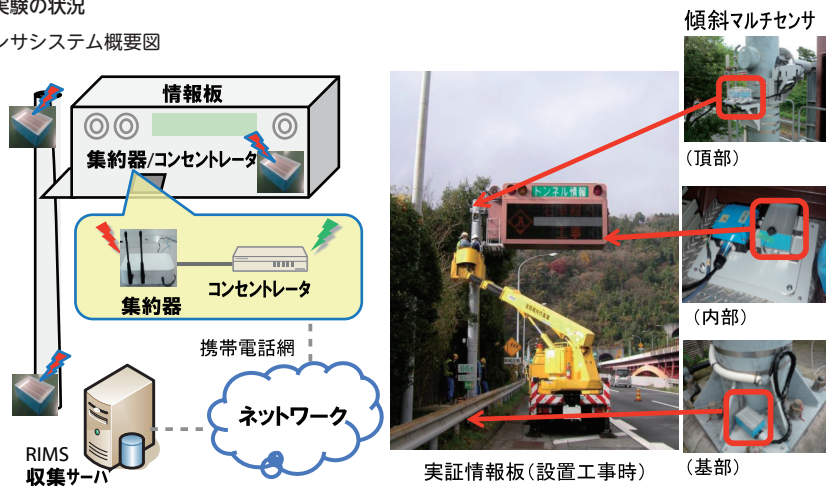 実験の状況
ンサシステム概要図
傾斜マルチセンサ
情報板
集約器/コンセントレータ
集約器
コンセントレータ
携帯電話網
ネットワーク
RIMS
収集サーバ
トンネル情報
(頂部)
(内部)
(基部)
実証情報板(設置工事時)